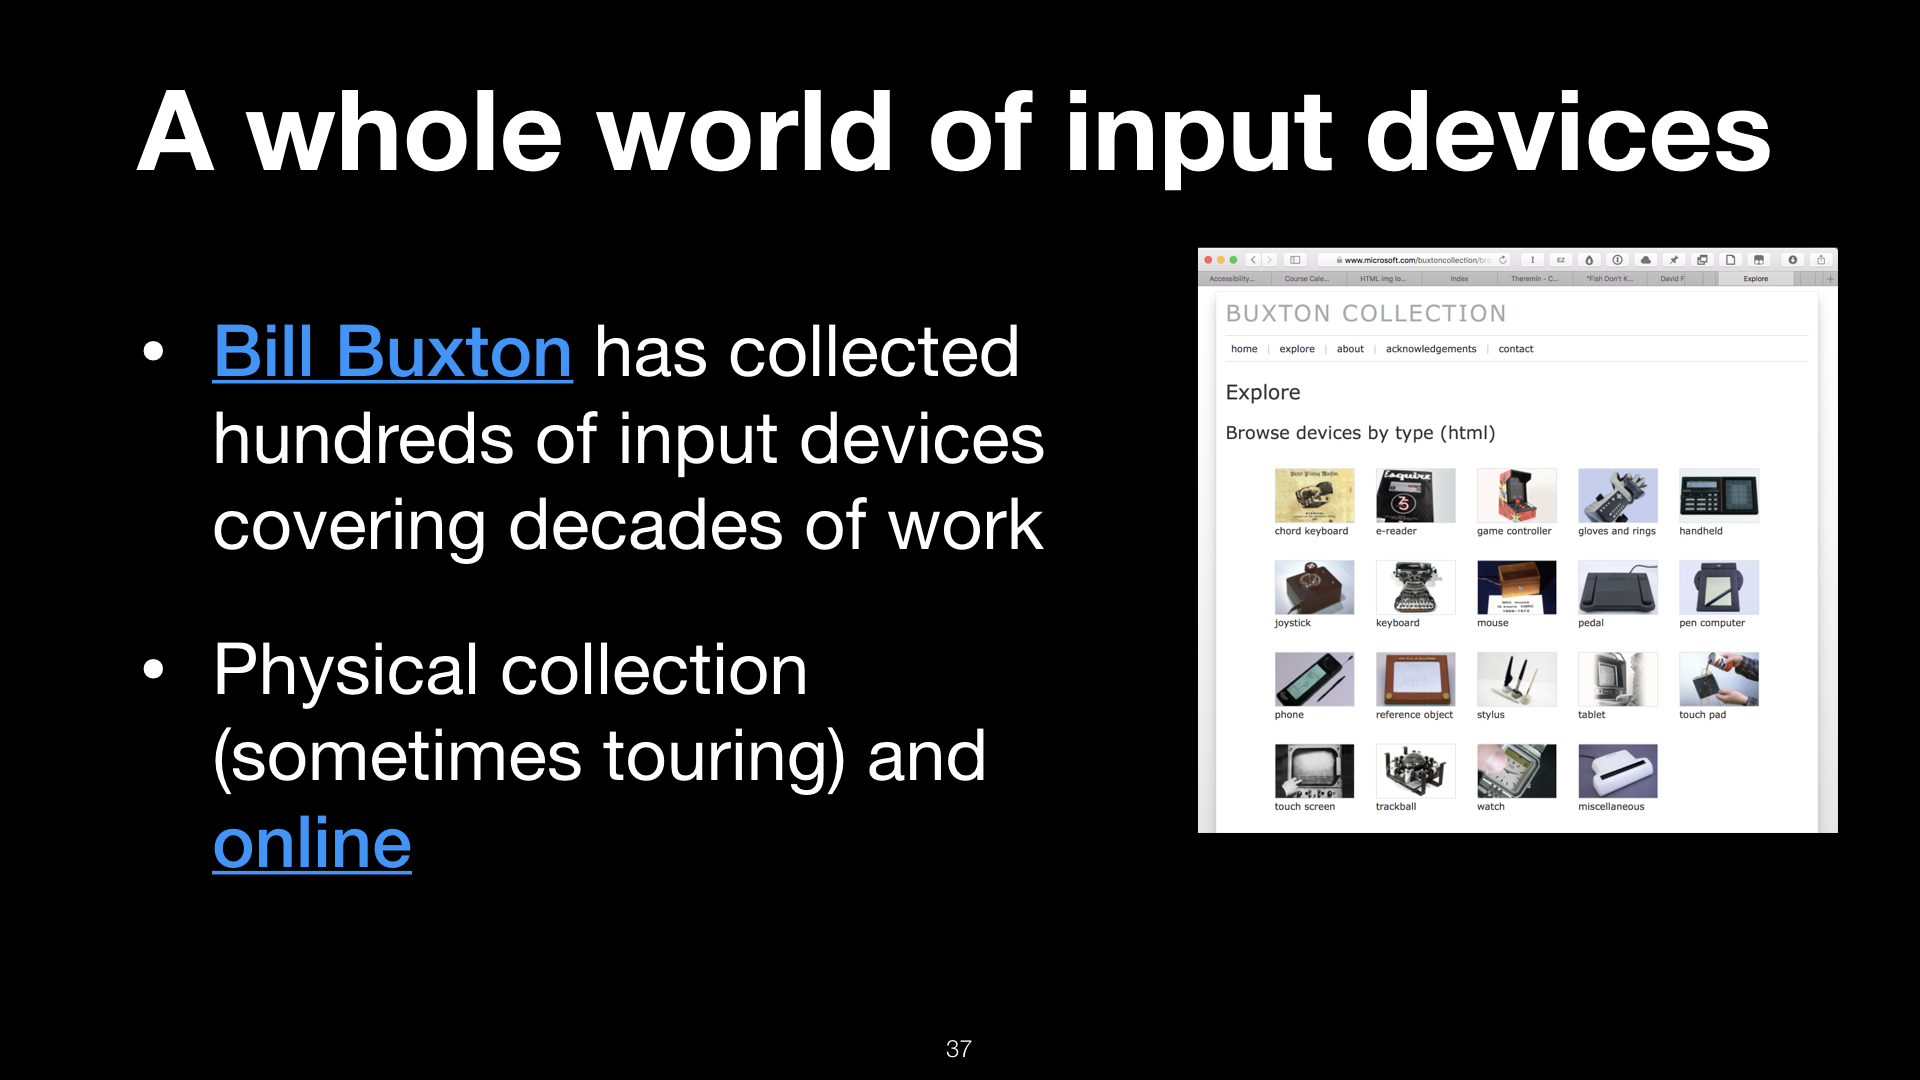 A whole world of input devices
• Bill Buxton has collected
hundreds of input devices
covering decades of work
• Physical collection
(sometimes touring) and
online
www.microsoft.com/buxtoncollection/
Accessibility... Course Cale... HTML img lo... Index Theremin - C... "Fish Don't K... David F Explore
BUXTON COLLECTION
home | explore | about | acknowledgements | contact
Explore
Browse devices by type (html)
Esquire
chord keyboard e-reader game controller gloves and rings handheld
joystick keyboard mouse pedal pen computer
phone reference object stylus tablet touch pad
touch screen trackball watch miscellaneous
37